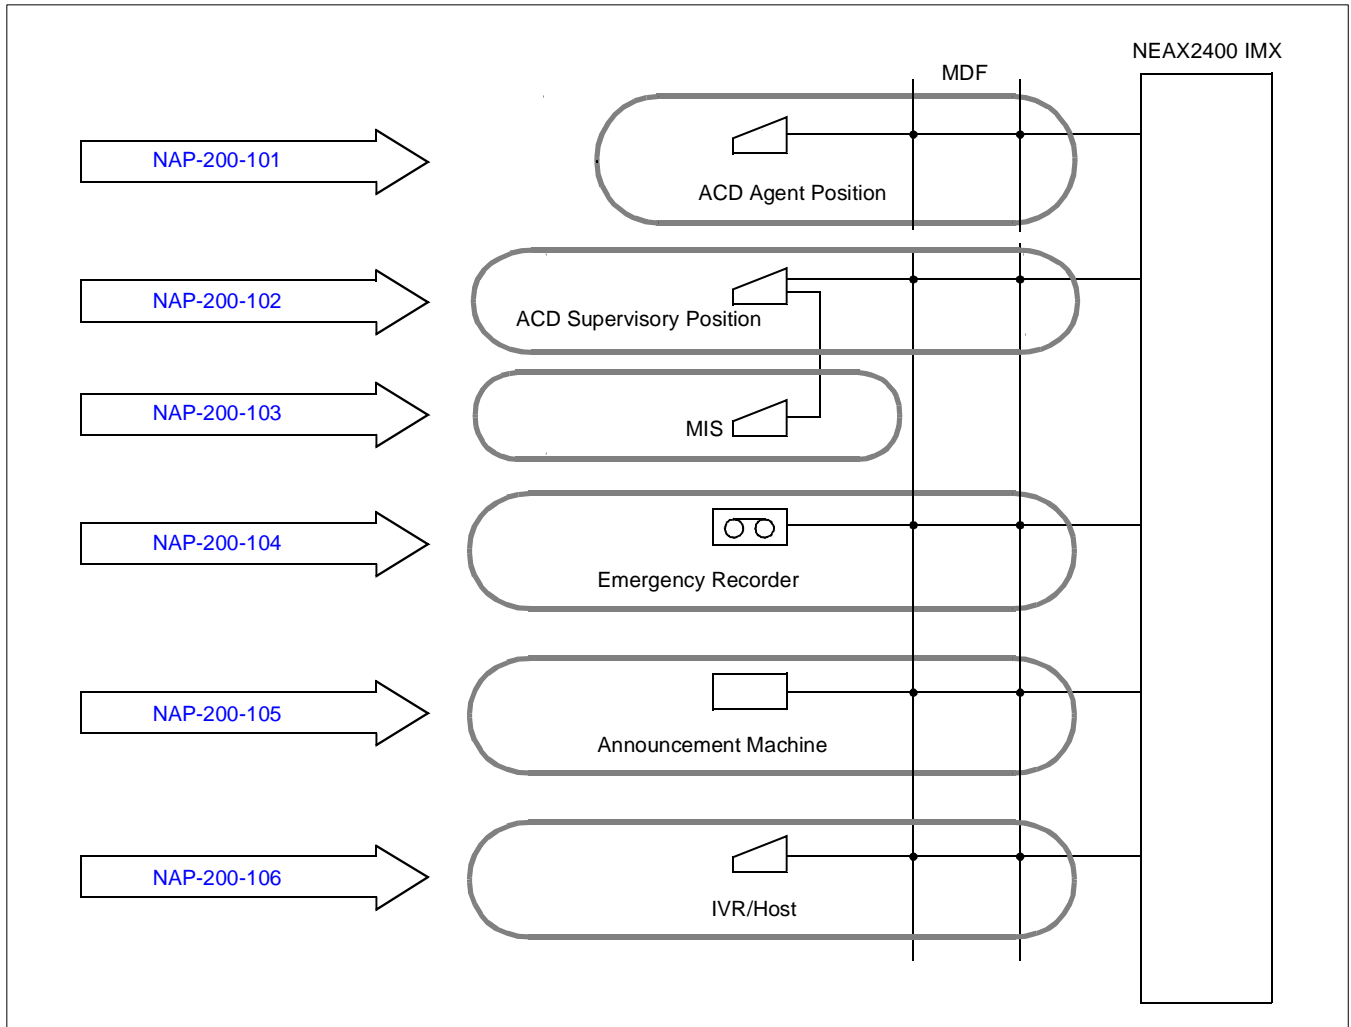 NEAX2400 IMX
MDF
NAP-200-101
ACD Agent Position
NAP-200-102
ACD Supervisory Position
NAP-200-103
MIS
NAP-200-104
Emergency Recorder
NAP-200-105
Announcement Machine
NAP-200-106
IVR/Host